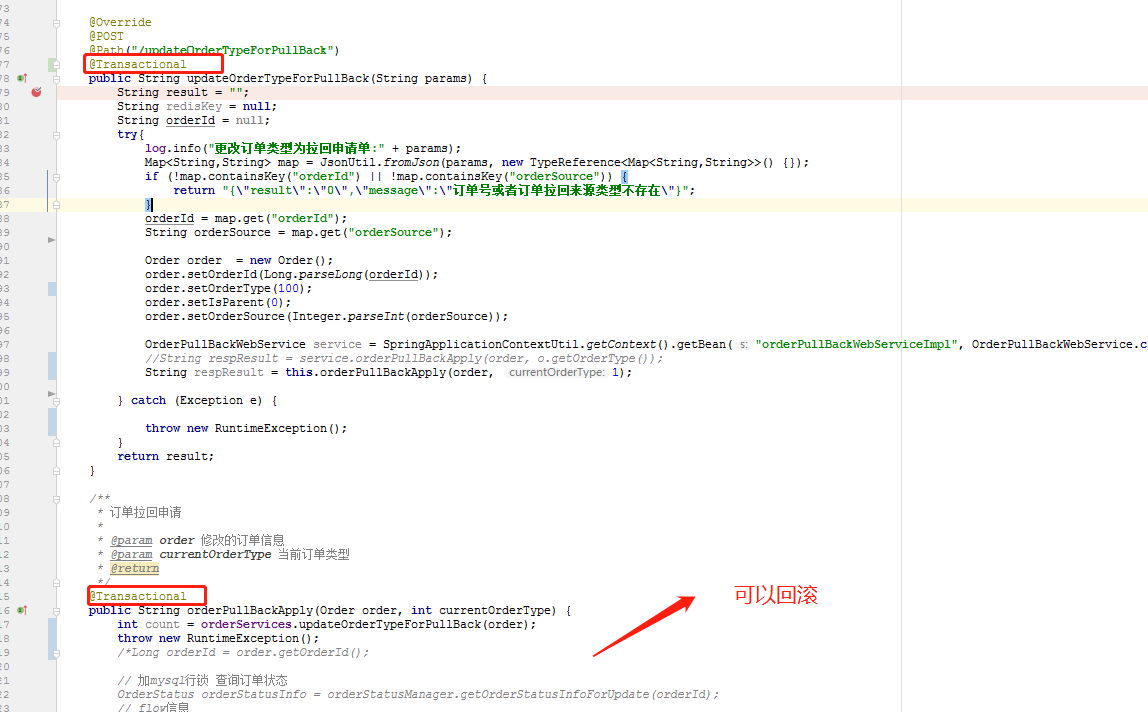 73
74 @Override
75 @POST
76 @Path("/updateOrderTypeForPullBack")
77 @Transactional
78 public String updateOrderTypeForPullBack(String params) {
79 String result = "";
80 String redisKey = null;
81 String orderId = null;
82 try{
83 log.info("更改订单类型为拉回申请单:" + params);
84 Map<String,String> map = JsonUtil.fromJson(params, new TypeReference<Map<String,String>>() {});
85 if (!map.containsKey("orderId") || !map.containsKey("orderSource")) {
86 return "{\"result\":\"0\",\"message\":\"订单号或者订单拉回来源类型不存在\"}";
87 }
88 orderId = map.get("orderId");
89 String orderSource = map.get("orderSource");
90
91 Order order  = new Order();
92 order.setOrderId(Long.parseLong(orderId));
93 order.setOrderType(100);
94 order.setIsParent(0);
95 order.setOrderSource(Integer.parseInt(orderSource));
96
97 OrderPullBackWebService service = SpringApplicationContextUtil.getContext().getBean( s: "orderPullBackWebServiceImpl", OrderPullBackWebService.c
98 //String respResult = service.orderPullBackApply(order, o.getOrderType());
99 String respResult = this.orderPullBackApply(order, currentOrderType: 1);
00
01 } catch (Exception e) {
02
03 throw new RuntimeException();
04 }
05 return result;
06 }
07
08 /**
09 * 订单拉回申请
10 *
11 * @param order 修改的订单信息
12 * @param currentOrderType 当前订单类型
13 * @return
14 */
15 @Transactional
16 public String orderPullBackApply(Order order, int currentOrderType) {
17 int count = orderServices.updateOrderTypeForPullBack(order);
18 throw new RuntimeException();
19 /*Long orderId = order.getOrderId();
20
21 // 加mysql行锁 查询订单状态
22 OrderStatus orderStatusInfo = orderStatusManager.getOrderStatusInfoForUpdate(orderId);
23 // flow信息
可以回滚